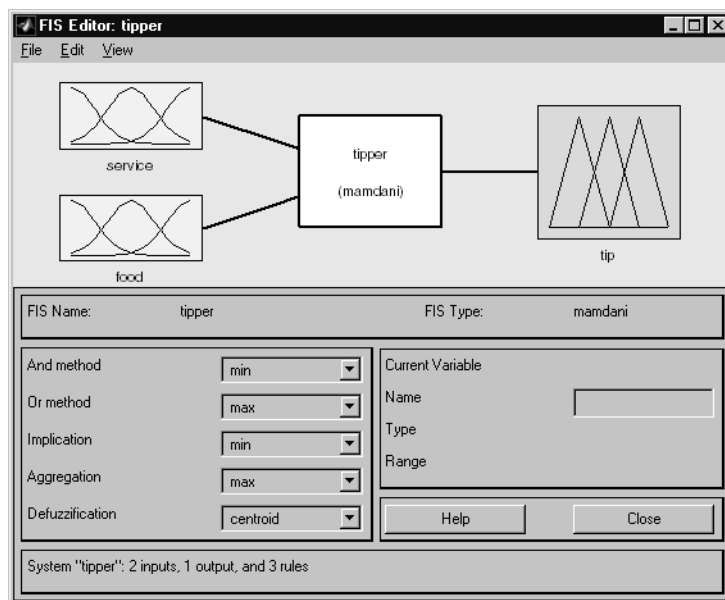 FIS Editor: tipper
File Edit View
service
food
tipper
(mamdani)
tip
FIS Name: tipper FIS Type: mamdani
And method min
Or method max
Implication min
Aggregation max
Defuzzification centroid
Current Variable
Name
Type
Range
Help Close
System "tipper": 2 inputs, 1 output, and 3 rules